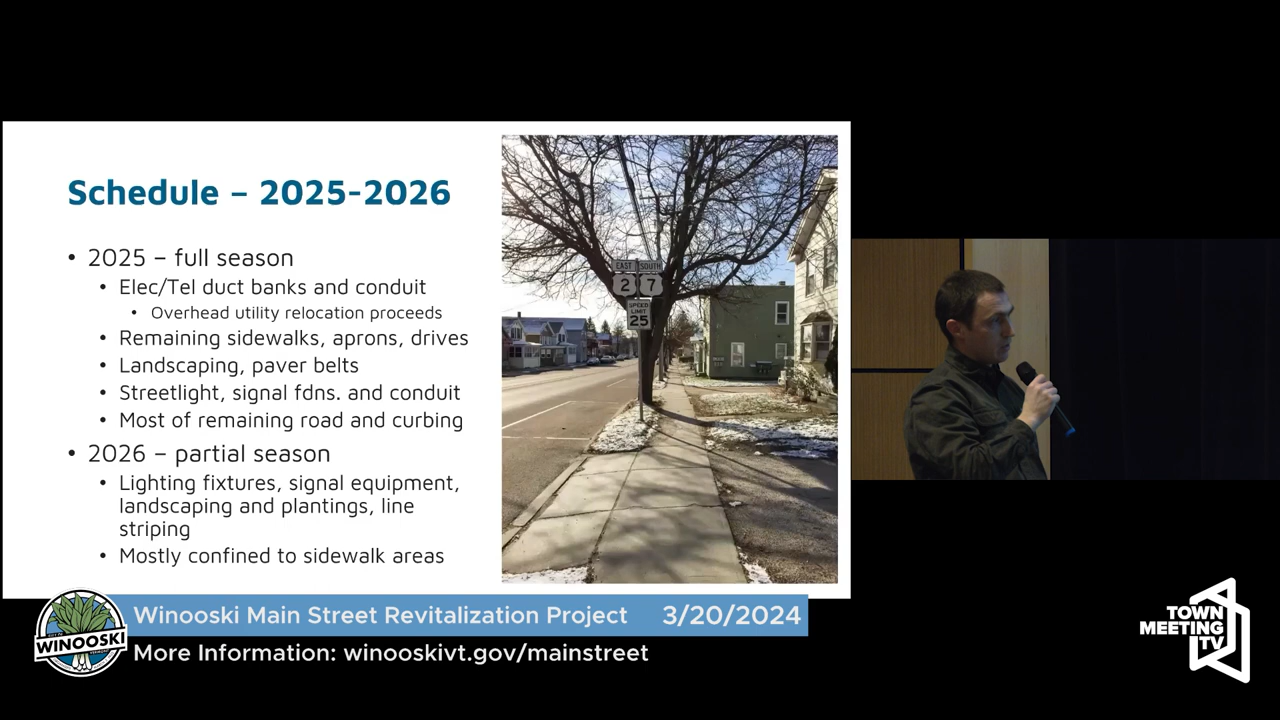 Schedule – 2025-2026
• 2025 – full season
• Elec/Tel duct banks and conduit
• Overhead utility relocation proceeds
• Remaining sidewalks, aprons, drives
• Landscaping, paver belts
• Streetlight, signal fdns. and conduit
• Most of remaining road and curbing
• 2026 – partial season
• Lighting fixtures, signal equipment,
landscaping and plantings, line
striping
• Mostly confined to sidewalk areas
EAST SOUTH
2 7
SPEED
LIMIT
25
WINOOSKI
Winooski Main Street Revitalization Project 3/20/2024
More Information: winooskivt.gov/mainstreet
TOWN
MEETING
TV